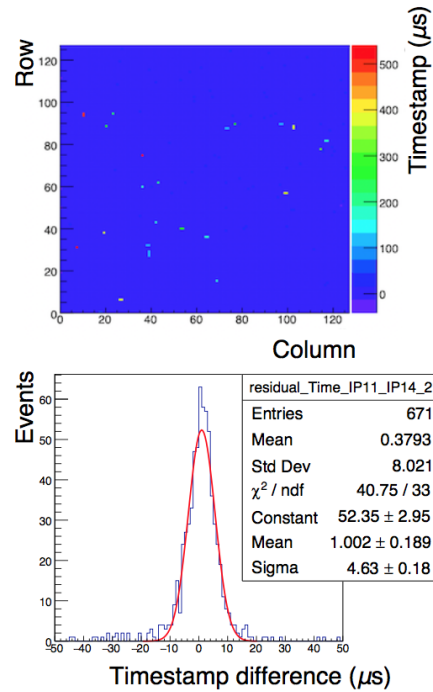 Row
120
100
80
60
40
20
0
0 20 40 60 80 100 120
Column
500
400
300
200
100
0
Timestamp (μs)
Events
60
50
40
30
20
10
0
−50 −40 −30 −20 −10 0 10 20 30 40 50
Timestamp difference (μs)
residual_Time_IP11_IP14_2
Entries 671
Mean 0.3793
Std Dev 8.021
χ² / ndf 40.75 / 33
Constant 52.35 ± 2.95
Mean 1.002 ± 0.189
Sigma 4.63 ± 0.18